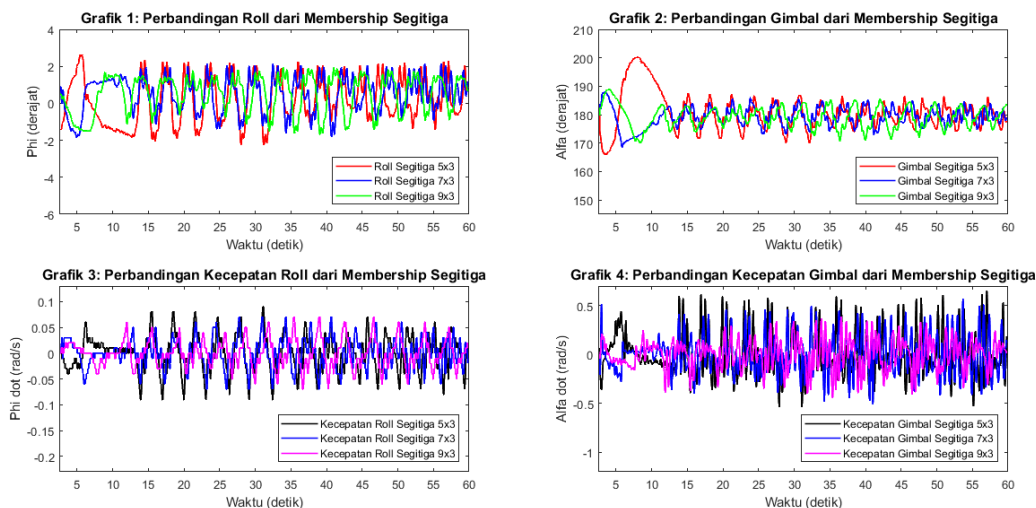 Grafik 1: Perbandingan Roll dari Membership Segitiga
4
2
0
-2
-4
-6
Phi (derajat)
5 10 15 20 25 30 35 40 45 50 55 60
Waktu (detik)
Roll Segitiga 5x3
Roll Segitiga 7x3
Roll Segitiga 9x3
Grafik 2: Perbandingan Gimbal dari Membership Segitiga
210
200
190
180
170
160
150
Alfa (derajat)
5 10 15 20 25 30 35 40 45 50 55 60
Waktu (detik)
Gimbal Segitiga 5x3
Gimbal Segitiga 7x3
Gimbal Segitiga 9x3
Grafik 3: Perbandingan Kecepatan Roll dari Membership Segitiga
0.1
0.05
0
-0.05
-0.1
-0.15
-0.2
Phi dot (rad/s)
5 10 15 20 25 30 35 40 45 50 55 60
Waktu (detik)
Kecepatan Roll Segitiga 5x3
Kecepatan Roll Segitiga 7x3
Kecepatan Roll Segitiga 9x3
Grafik 4: Perbandingan Kecepatan Gimbal dari Membership Segitiga
0.5
0
-0.5
-1
Alfa dot (rad/s)
5 10 15 20 25 30 35 40 45 50 55 60
Waktu (detik)
Kecepatan Gimbal Segitiga 5x3
Kecepatan Gimbal Segitiga 7x3
Kecepatan Gimbal Segitiga 9x3